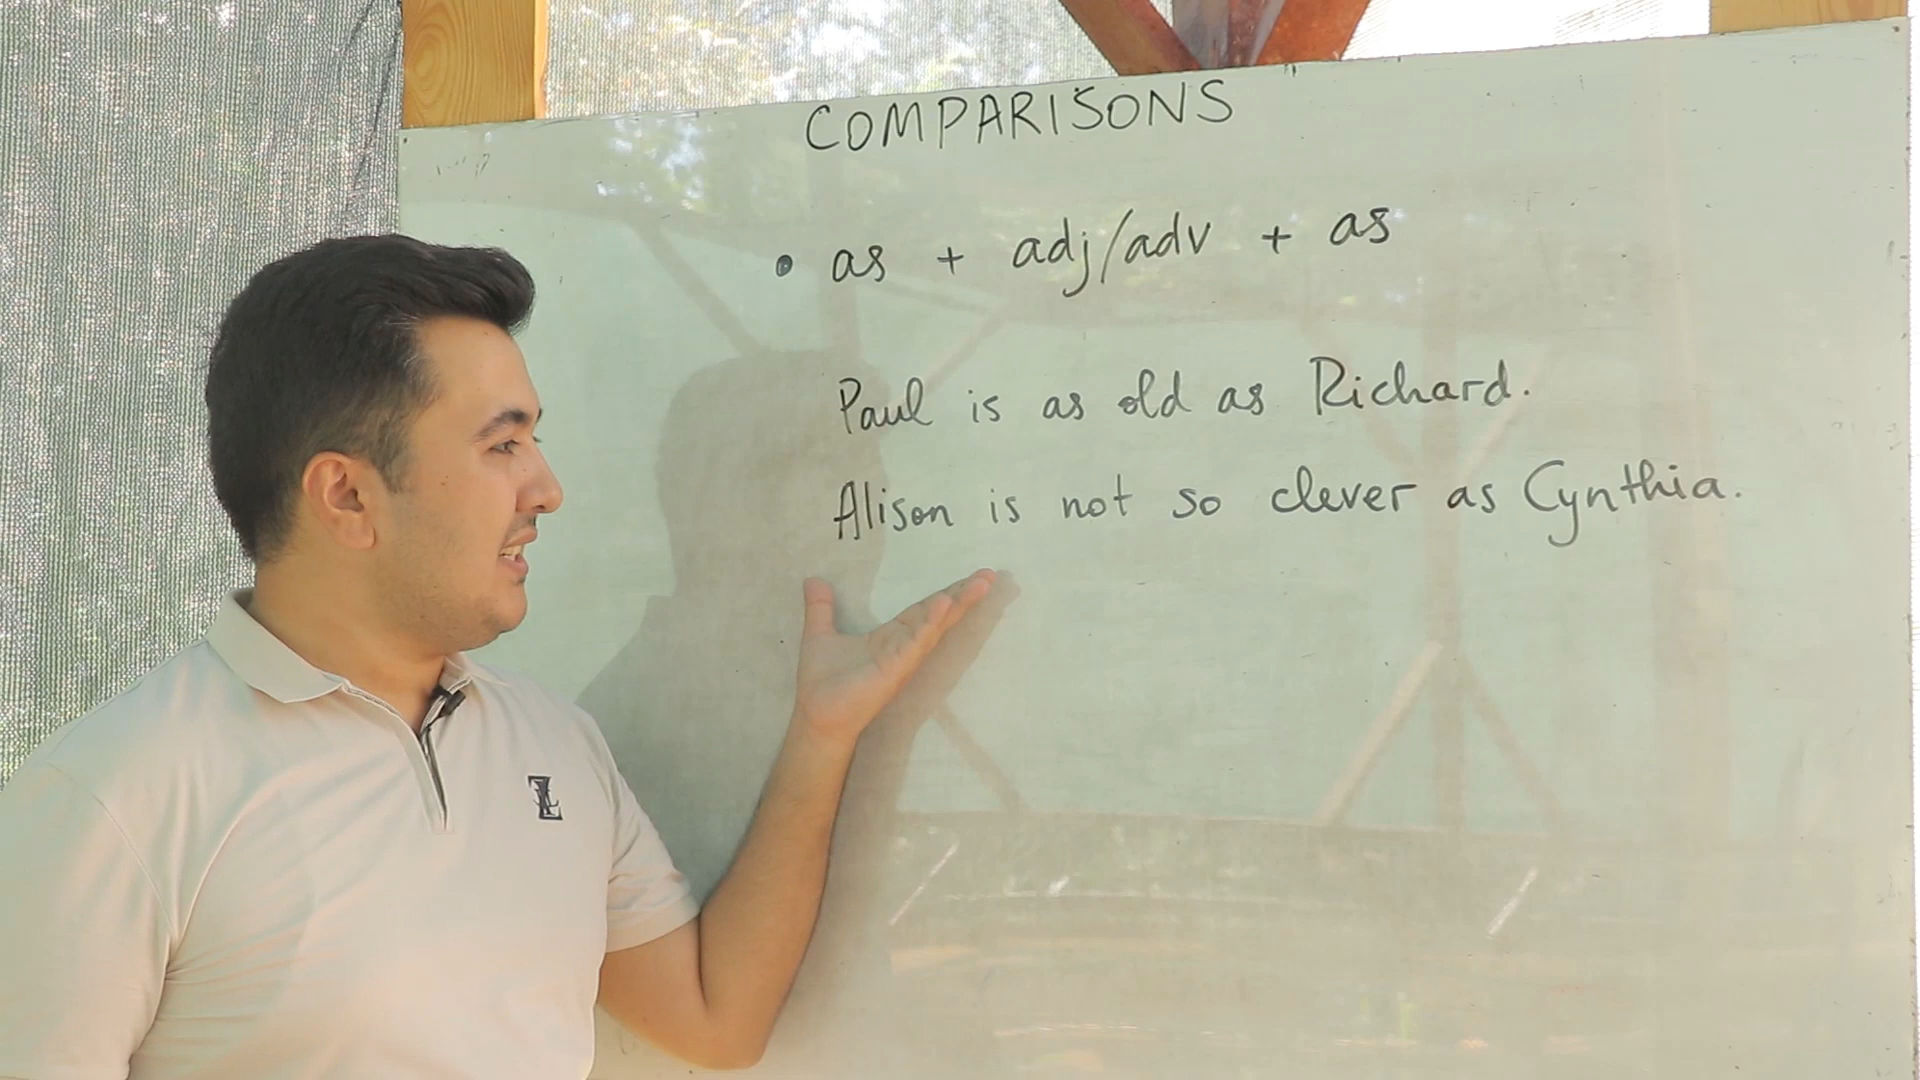 COMPARISONS
• as + adj/adv + as
Paul is as old as Richard.
Alison is not so clever as Cynthia.